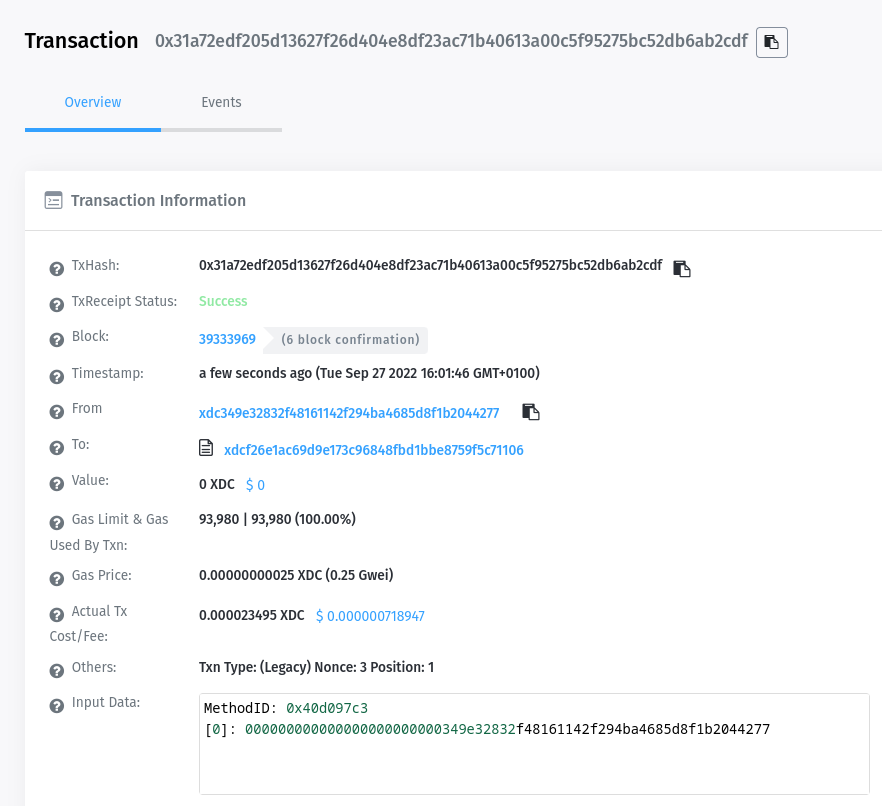 Transaction 0x31a72edf205d13627f26d404e8df23ac71b40613a00c5f95275bc52db6ab2cdf
Overview Events
Transaction Information
TxHash: 0x31a72edf205d13627f26d404e8df23ac71b40613a00c5f95275bc52db6ab2cdf
TxReceipt Status: Success
Block: 39333969 (6 block confirmation)
Timestamp: a few seconds ago (Tue Sep 27 2022 16:01:46 GMT+0100)
From xdc349e32832f48161142f294ba4685d8f1b2044277
To: xdcf26e1ac69d9e173c96848fbd1bbe8759f5c71106
Value: 0 XDC $ 0
Gas Limit & Gas Used By Txn: 93,980 | 93,980 (100.00%)
Gas Price: 0.00000000025 XDC (0.25 Gwei)
Actual Tx Cost/Fee: 0.000023495 XDC $ 0.000000718947
Others: Txn Type: (Legacy) Nonce: 3 Position: 1
Input Data: MethodID: 0x40d097c3
[0]: 000000000000000000000000349e32832f48161142f294ba4685d8f1b2044277